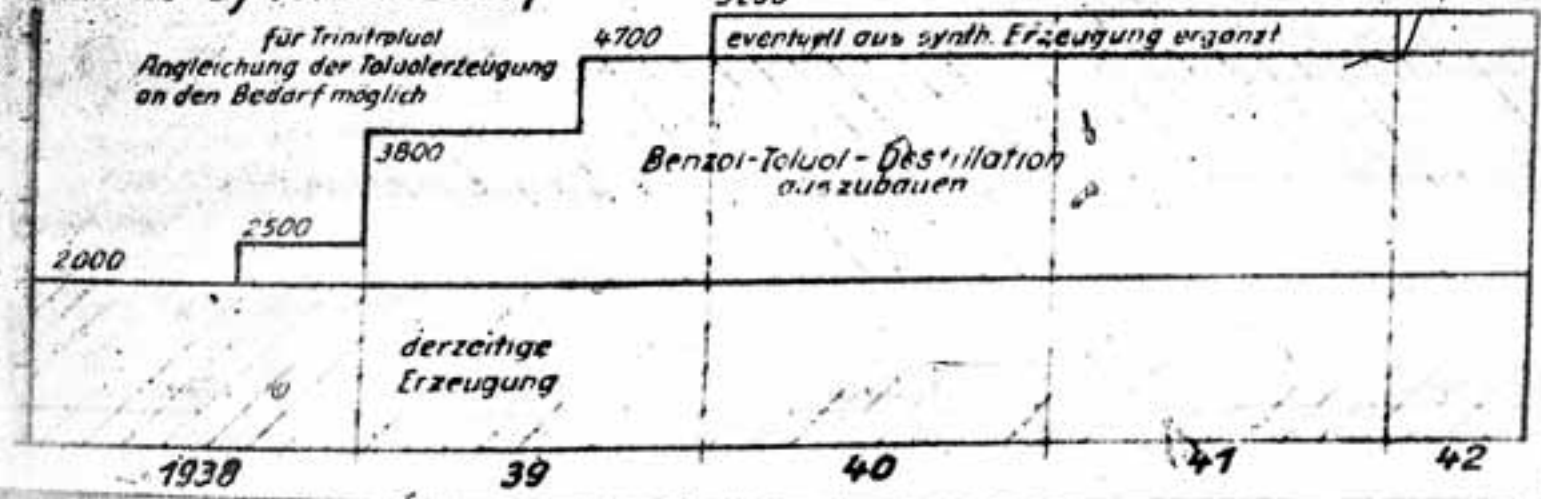 für Trinitroluol
Angleichung der Toluolerzeugung
an den Bedarf möglich
4700
eventuell aus synth. Erzeugung ergänzt
3800
Benzol-Toluol-Destillation
auszubauen
2500
2000
derzeitige
Erzeugung
1938 39 40 41 42